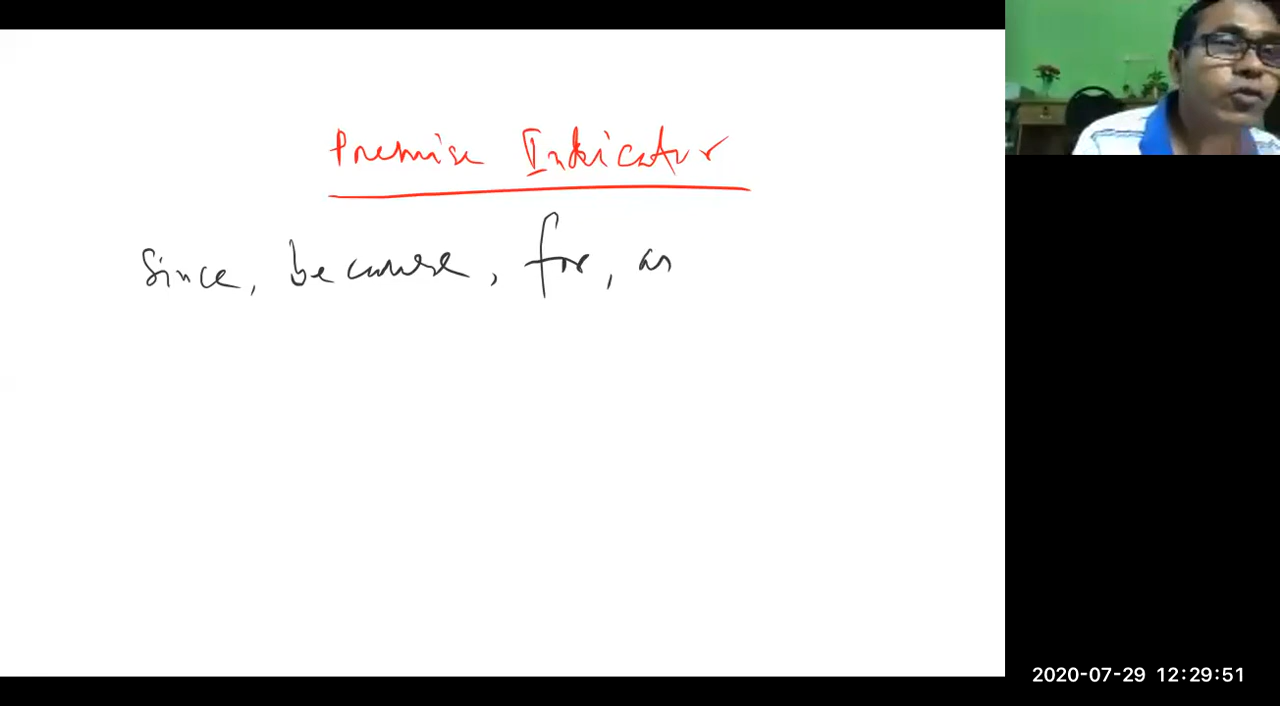 Premise Indicator
Since, because, for, as
2020-07-29 12:29:51